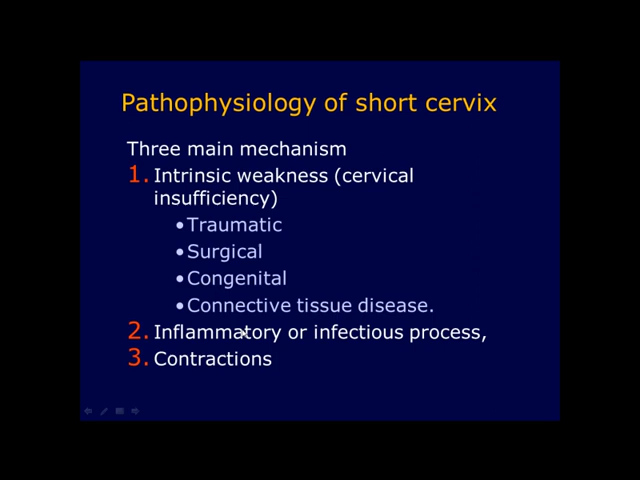 Pathophysiology of short cervix
Three main mechanism
1. Intrinsic weakness (cervical
insufficiency)
•Traumatic
•Surgical
•Congenital
•Connective tissue disease.
2. Inflammatory or infectious process,
3. Contractions